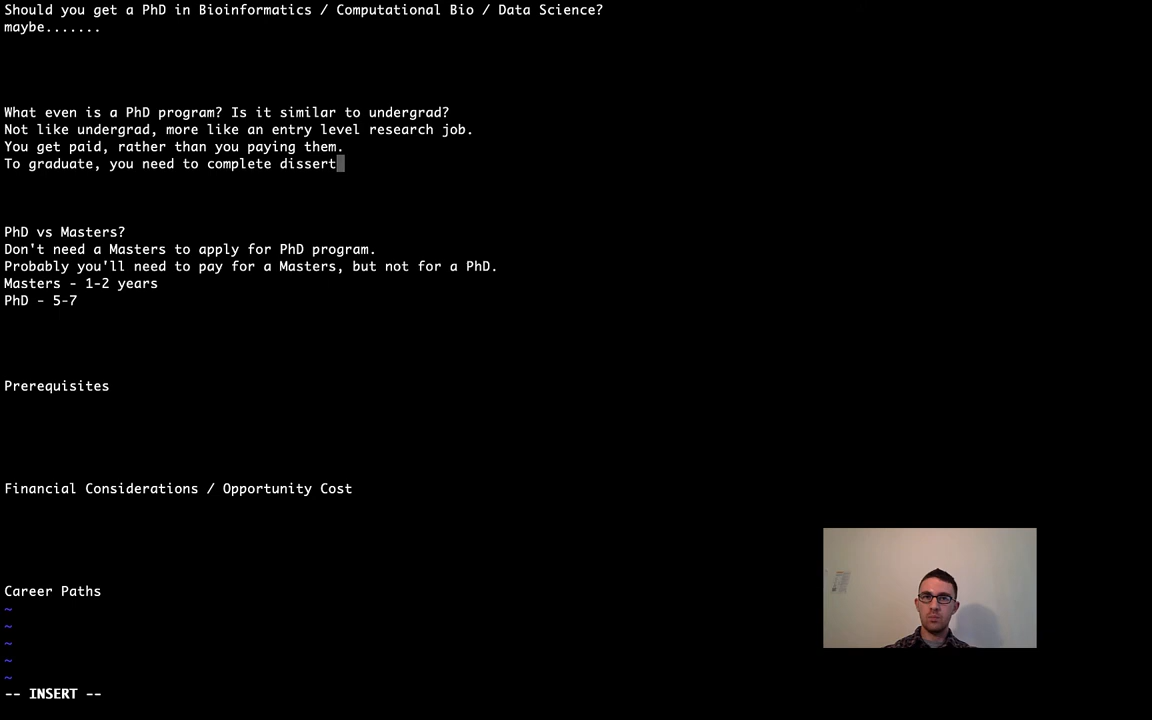 Should you get a PhD in Bioinformatics / Computational Bio / Data Science?
maybe.......
What even is a PhD program? Is it similar to undergrad?
Not like undergrad, more like an entry level research job.
You get paid, rather than you paying them.
To graduate, you need to complete dissert
PhD vs Masters?
Don't need a Masters to apply for PhD program.
Probably you'll need to pay for a Masters, but not for a PhD.
Masters - 1-2 years
PhD - 5-7
Prerequisites
Financial Considerations / Opportunity Cost
Career Paths
~
~
~
~
~
-- INSERT --